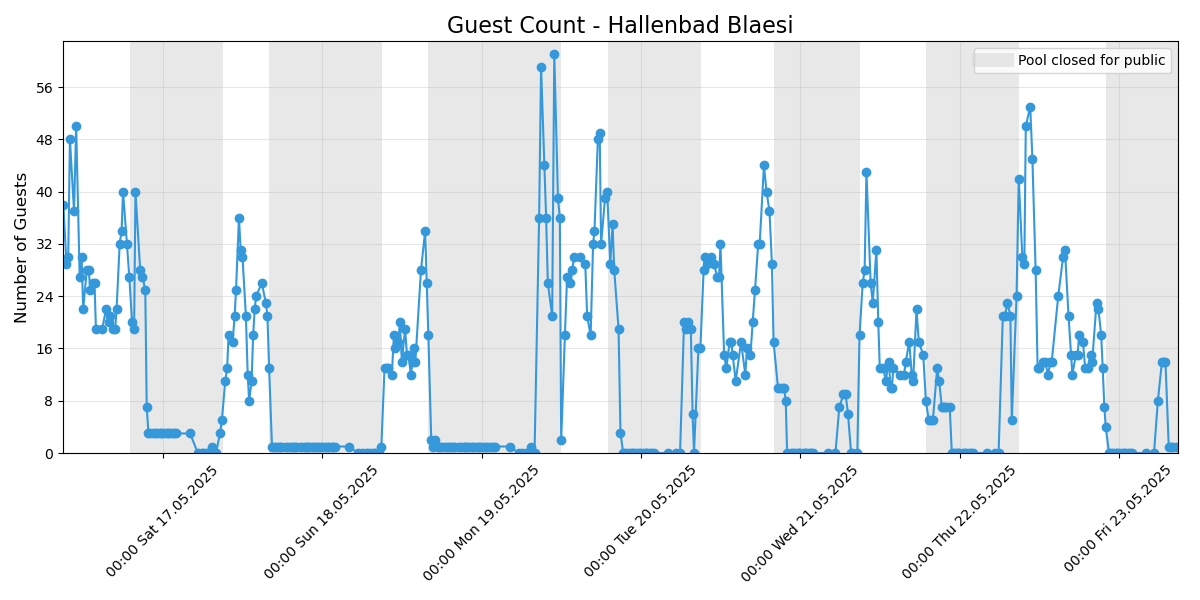 Guest Count - Hallenbad Blaesi
Pool closed for public
Number of Guests
56
48
40
32
24
16
8
0
00:00 Sat 17.05.2025
00:00 Sun 18.05.2025
00:00 Mon 19.05.2025
00:00 Tue 20.05.2025
00:00 Wed 21.05.2025
00:00 Thu 22.05.2025
00:00 Fri 23.05.2025